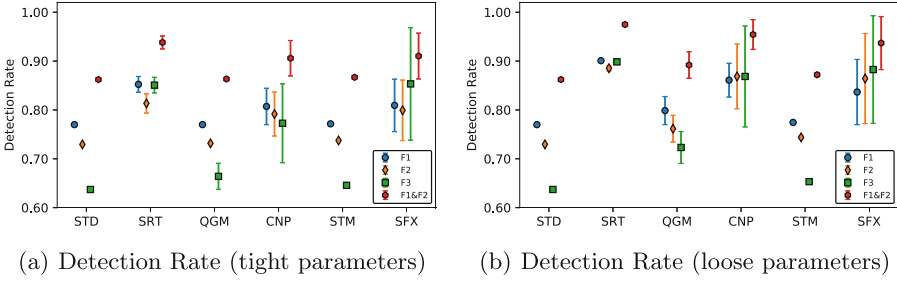 1.00
0.90
0.80
0.70
0.60
Detection Rate
STD SRT QGM CNP STM SFX
F1
F2
F3
F1&F2
(a) Detection Rate (tight parameters)
1.00
0.90
0.80
0.70
0.60
Detection Rate
STD SRT QGM CNP STM SFX
F1
F2
F3
F1&F2
(b) Detection Rate (loose parameters)